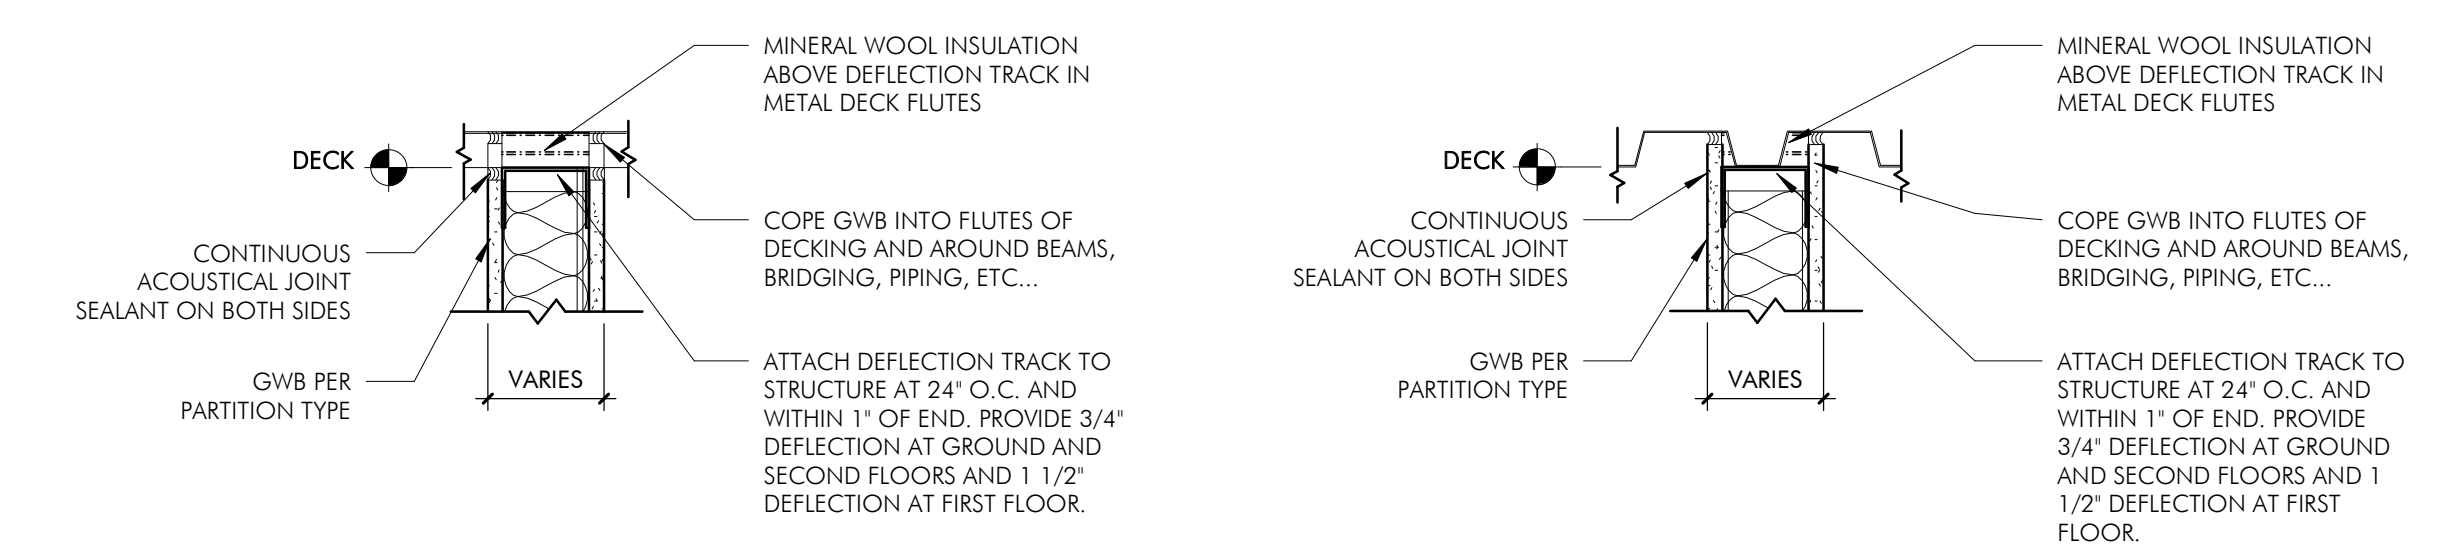 MINERAL WOOL INSULATION
ABOVE DEFLECTION TRACK IN
METAL DECK FLUTES
DECK
COPE GWB INTO FLUTES OF
DECKING AND AROUND BEAMS,
BRIDGING, PIPING, ETC...
CONTINUOUS
ACOUSTICAL JOINT
SEALANT ON BOTH SIDES
GWB PER
PARTITION TYPE
VARIES
ATTACH DEFLECTION TRACK TO
STRUCTURE AT 24" O.C. AND
WITHIN 1" OF END. PROVIDE 3/4"
DEFLECTION AT GROUND AND
SECOND FLOORS AND 1 1/2"
DEFLECTION AT FIRST FLOOR.
MINERAL WOOL INSULATION
ABOVE DEFLECTION TRACK IN
METAL DECK FLUTES
DECK
CONTINUOUS
ACOUSTICAL JOINT
SEALANT ON BOTH SIDES
COPE GWB INTO FLUTES OF
DECKING AND AROUND BEAMS,
BRIDGING, PIPING, ETC...
GWB PER
PARTITION TYPE
VARIES
ATTACH DEFLECTION TRACK TO
STRUCTURE AT 24" O.C. AND
WITHIN 1" OF END. PROVIDE
3/4" DEFLECTION AT GROUND
AND SECOND FLOORS AND 1
1/2" DEFLECTION AT FIRST
FLOOR.